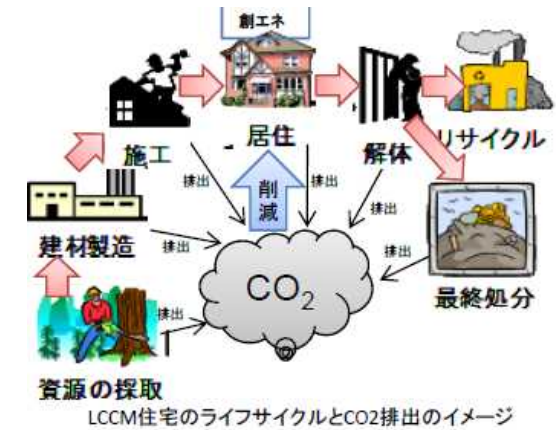 創エネ
施工
居住
解体
リサイクル
排出
削減
排出
排出
排出
建材製造
排出
排出
CO2
最終処分
排出
資源の採取
LCCM住宅のライフサイクルとCO2排出のイメージ